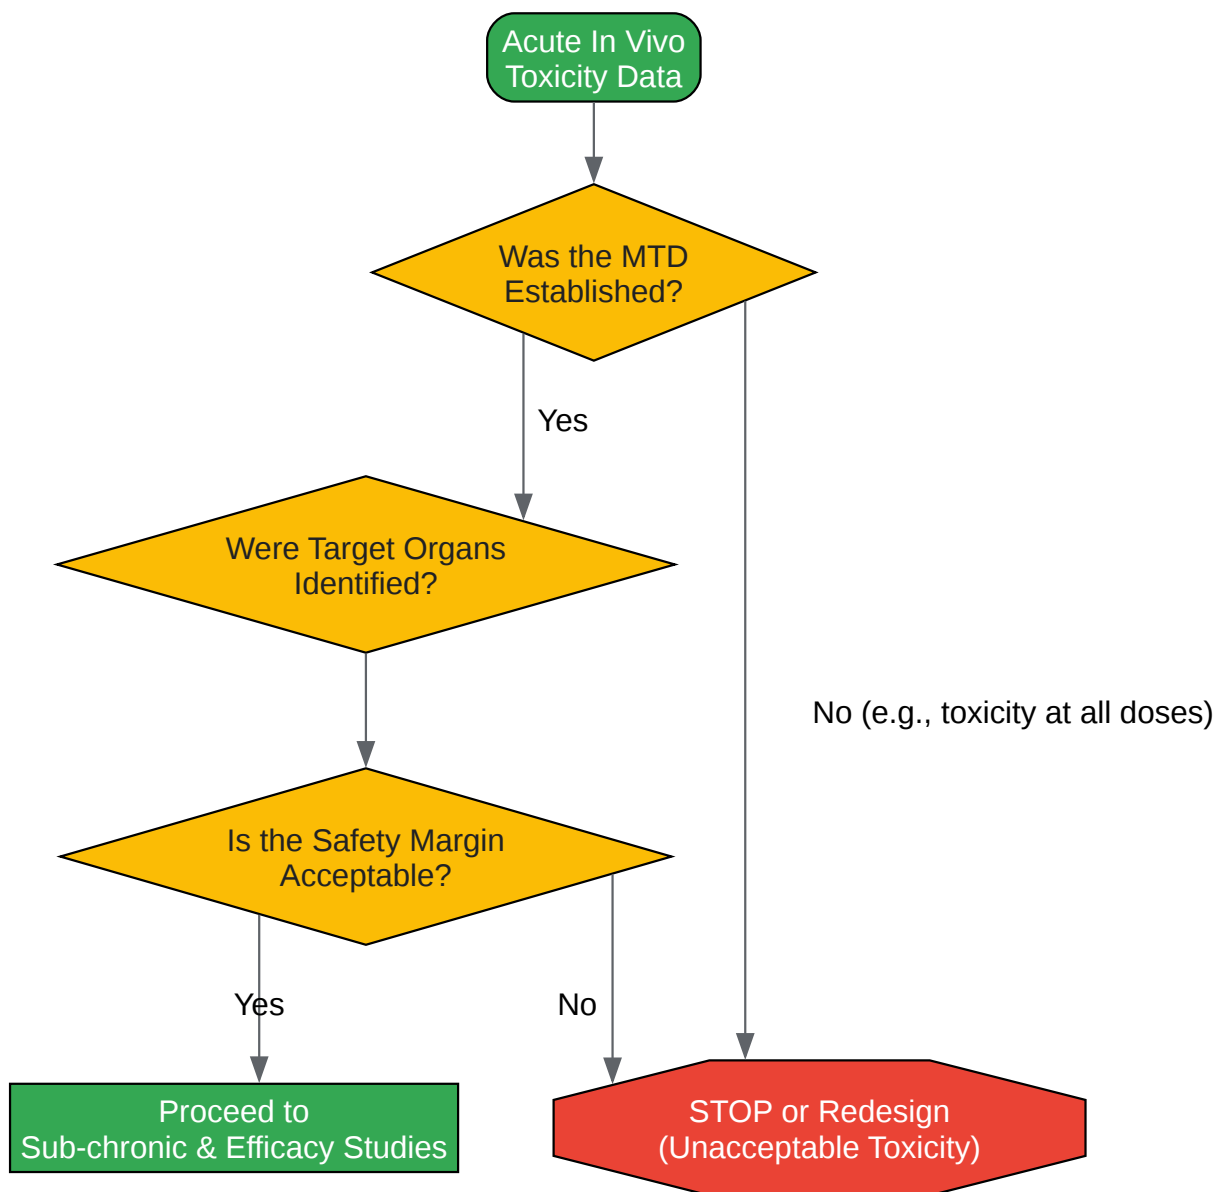 Acute In Vivo
Toxicity Data
Was the MTD
Established?
Yes
Were Target Organs
Identified?
No (e.g., toxicity at all doses)
Is the Safety Margin
Acceptable?
Yes
No
Proceed to
Sub-chronic & Efficacy Studies
STOP or Redesign
(Unacceptable Toxicity)